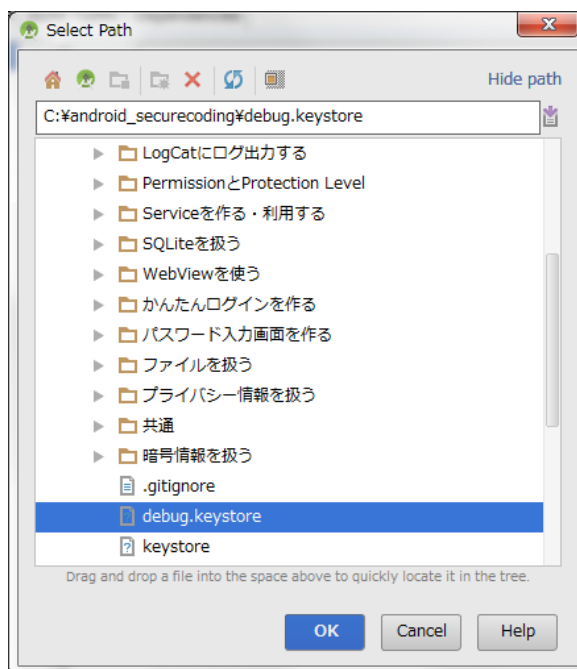 Select Path
Hide path
C:¥android_securecoding¥debug.keystore
LogCatにログ出力する
PermissionとProtection Level
Serviceを作る・利用する
SQLiteを扱う
WebViewを使う
かんたんログインを作る
パスワード入力画面を作る
ファイルを扱う
プライバシー情報を扱う
共通
暗号情報を扱う
.gitignore
debug.keystore
keystore
Drag and drop a file into the space above to quickly locate it in the tree.
OK Cancel Help